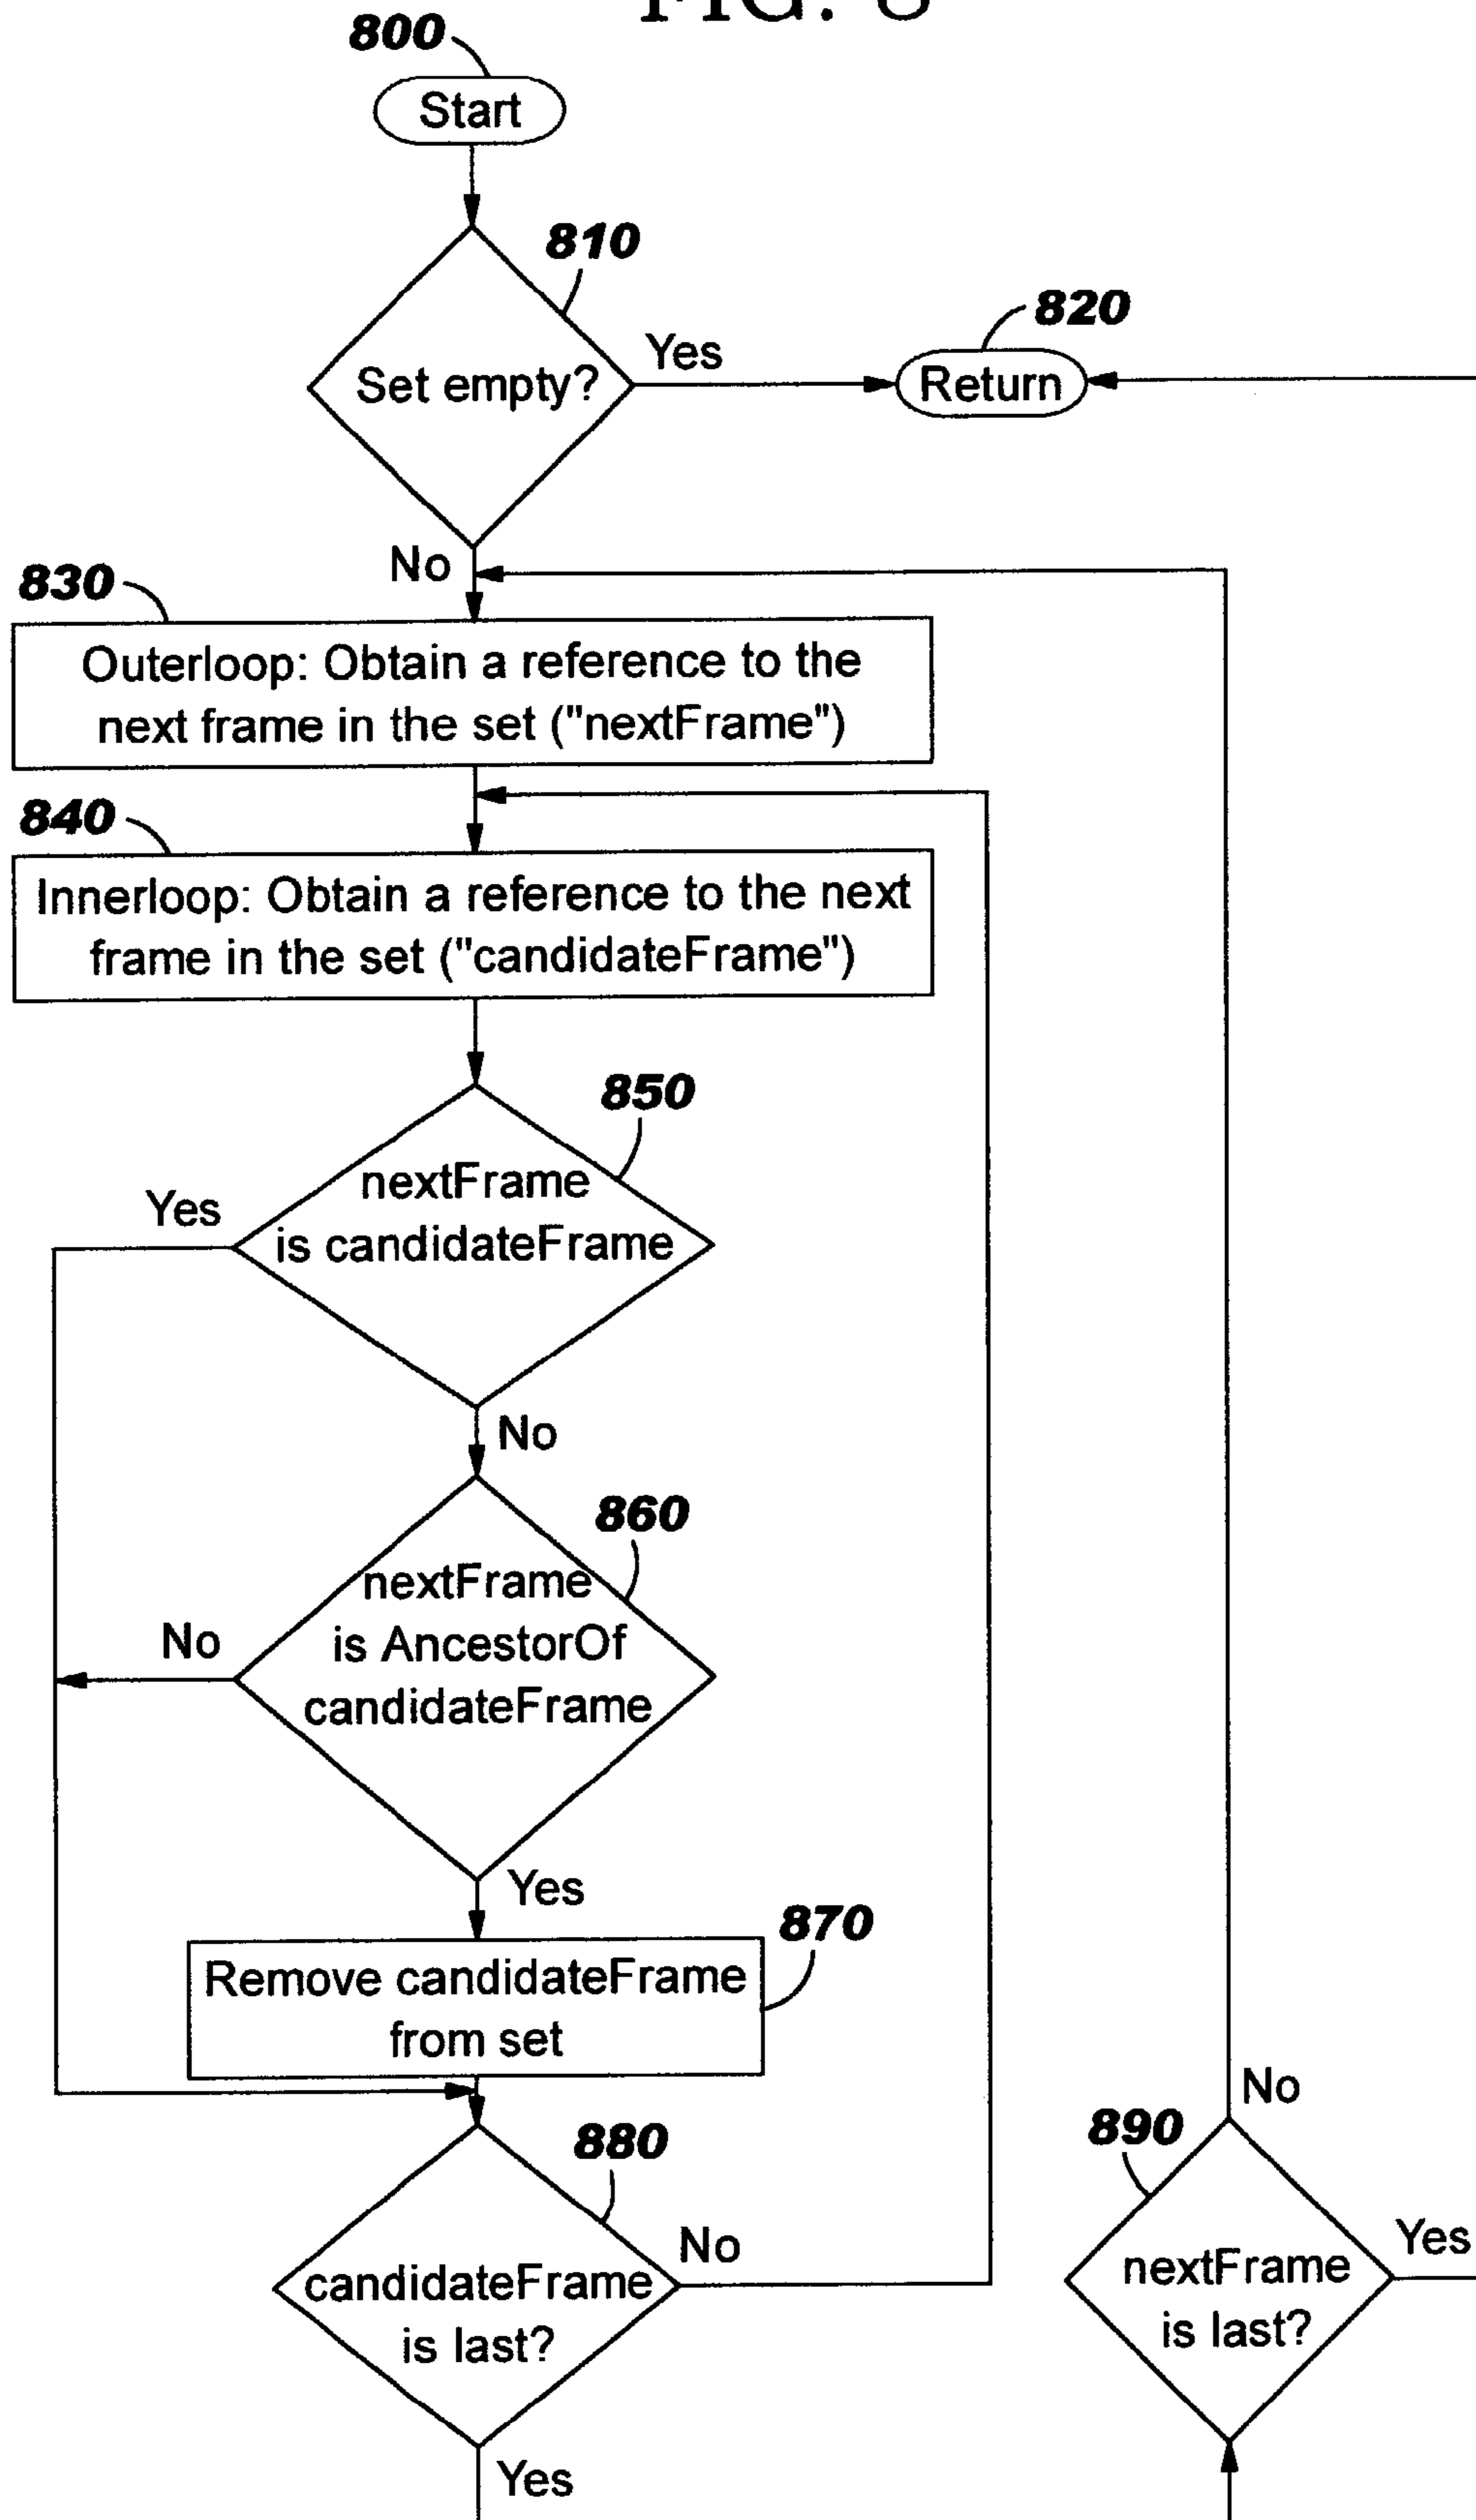 FIG. 8
800
Start
810
Set empty?
Yes
820
Return
No
830
Outerloop: Obtain a reference to the
next frame in the set ("nextFrame")
840
Innerloop: Obtain a reference to the next
frame in the set ("candidateFrame")
850
nextFrame
is candidateFrame
Yes
No
860
nextFrame
is AncestorOf
candidateFrame
No
Yes
870
Remove candidateFrame
from set
880
candidateFrame
is last?
No
Yes
890
nextFrame
is last?
No
Yes